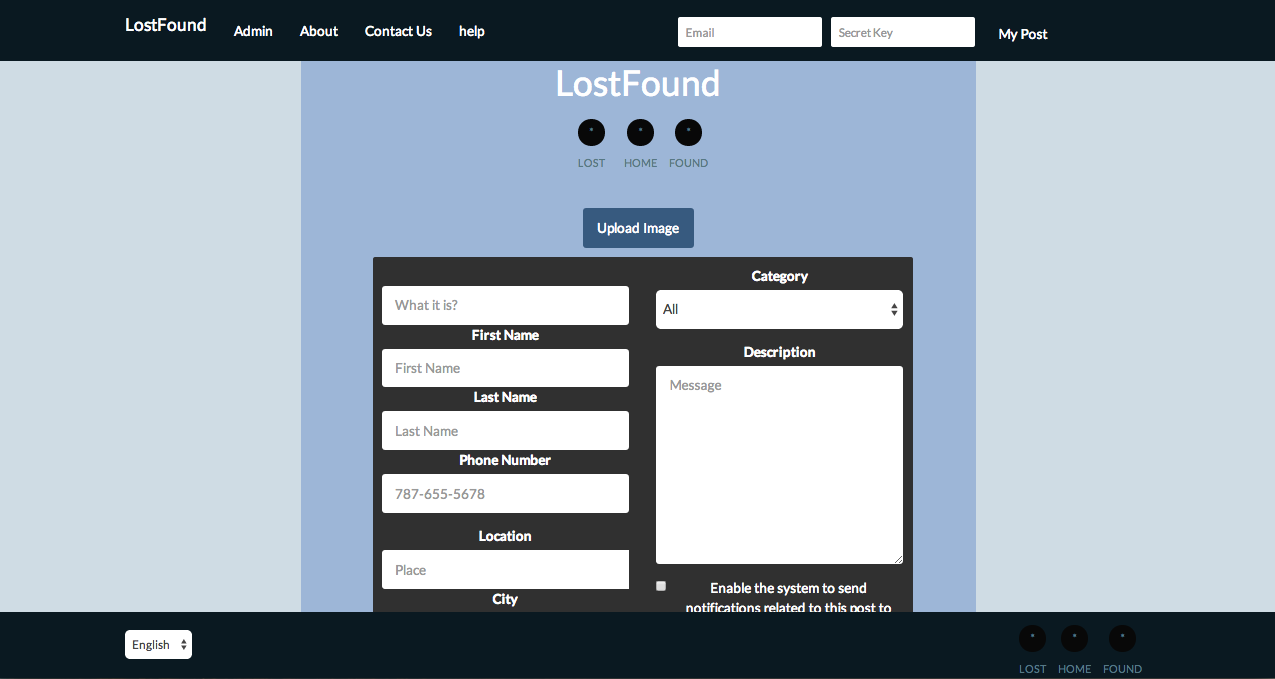 LostFound
Admin
About
Contact Us
help
Email
Secret Key
My Post
LostFound
LOST
HOME
FOUND
Upload Image
What it is?
First Name
First Name
Last Name
Last Name
Phone Number
787-655-5678
Location
Place
City
Category
All
Description
Message
Enable the system to send
notifications related to this post to
English
LOST
HOME
FOUND